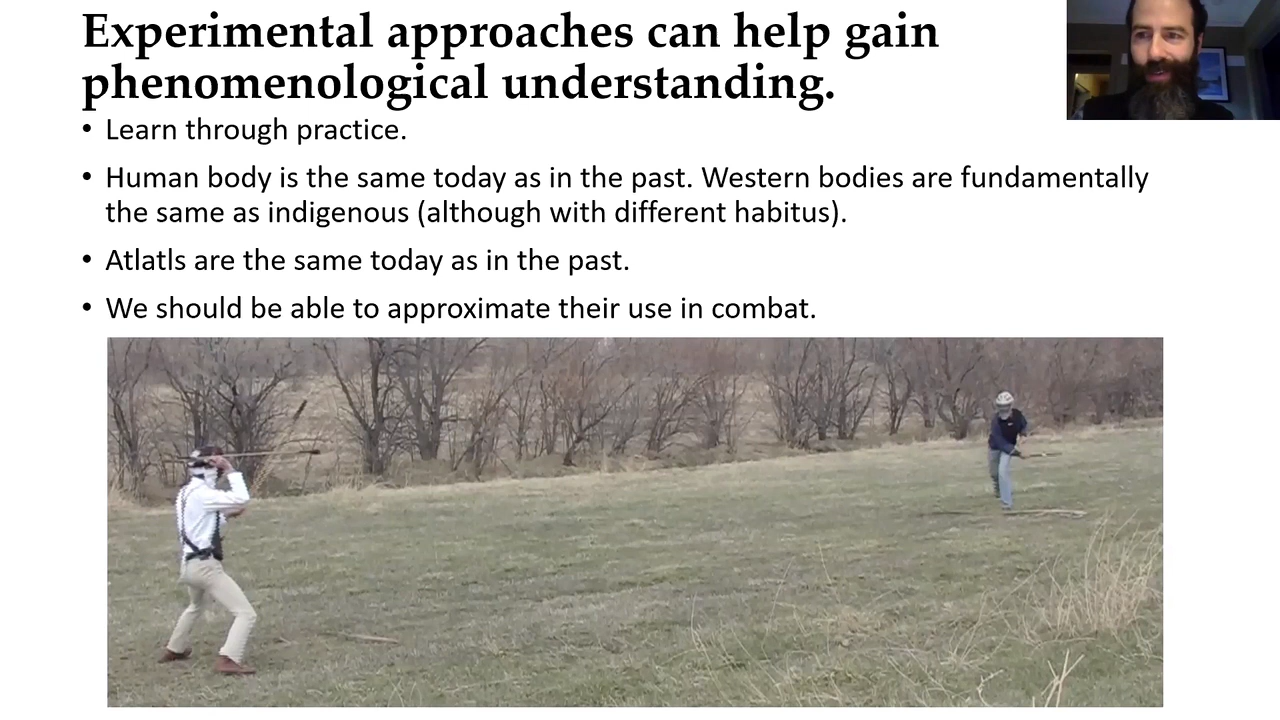 Experimental approaches can help gain
phenomenological understanding.
• Learn through practice.
• Human body is the same today as in the past. Western bodies are fundamentally
the same as indigenous (although with different habitus).
• Atlatls are the same today as in the past.
• We should be able to approximate their use in combat.